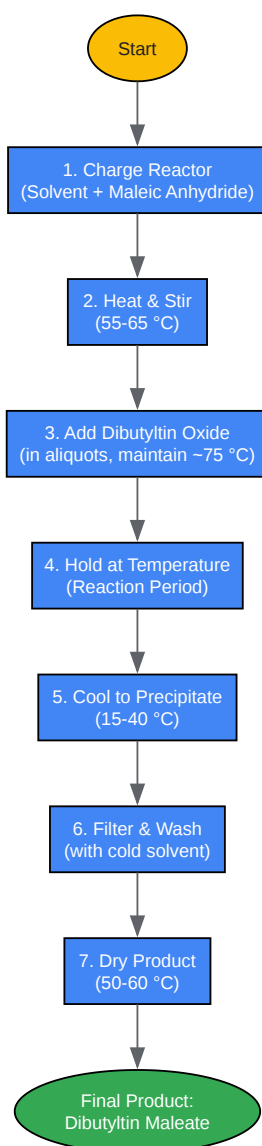 Start
1. Charge Reactor
(Solvent + Maleic Anhydride)
2. Heat & Stir
(55-65 °C)
3. Add Dibutyltin Oxide
(in aliquots, maintain ~75 °C)
4. Hold at Temperature
(Reaction Period)
5. Cool to Precipitate
(15-40 °C)
6. Filter & Wash
(with cold solvent)
7. Dry Product
(50-60 °C)
Final Product:
Dibutyltin Maleate